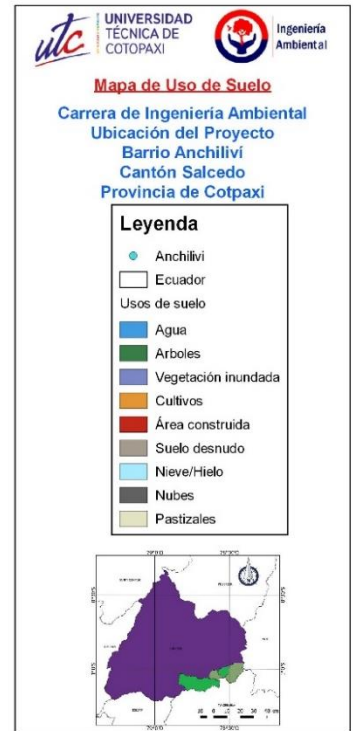 utc
UNIVERSIDAD
TÉCNICA DE
COTOPAXI
Ingeniería
Ambiental
Mapa de Uso de Suelo
Carrera de Ingeniería Ambiental
Ubicación del Proyecto
Barrio Anchiliví
Cantón Salcedo
Provincia de Cotpaxi
Leyenda
Anchilivi
Ecuador
Usos de suelo
Agua
Arboles
Vegetación inundada
Cultivos
Área construida
Suelo desnudo
Nieve/Hielo
Nubes
Pastizales